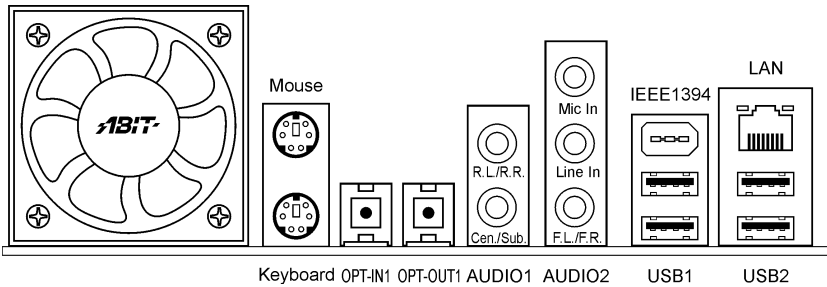 ABIT
Mouse
Keyboard
OPT-IN1
OPT-OUT1
R.L./R.R.
Cen./Sub.
AUDIO1
Mic In
Line In
F.L./F.R.
AUDIO2
IEEE1394
USB1
LAN
USB2